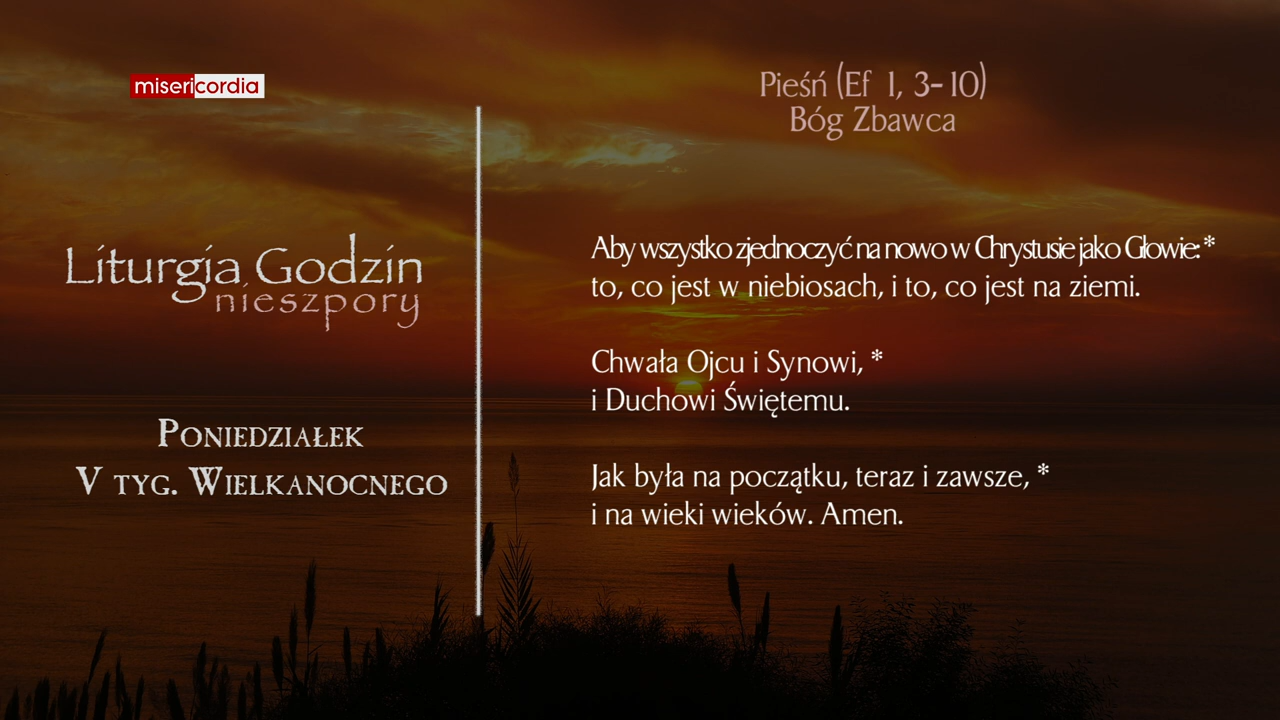 misericordia
Liturgia Godzin
nieszpory
Poniedziałek
V tyg. Wielkanocnego
Pieśń (Ef 1, 3-10)
Bóg Zbawca
Aby wszystko zjednoczyć na nowo w Chrystusie jako Głowie: *
to, co jest w niebiosach, i to, co jest na ziemi.
Chwała Ojcu i Synowi, *
i Duchowi Świętemu.
Jak była na początku, teraz i zawsze, *
i na wieki wieków. Amen.